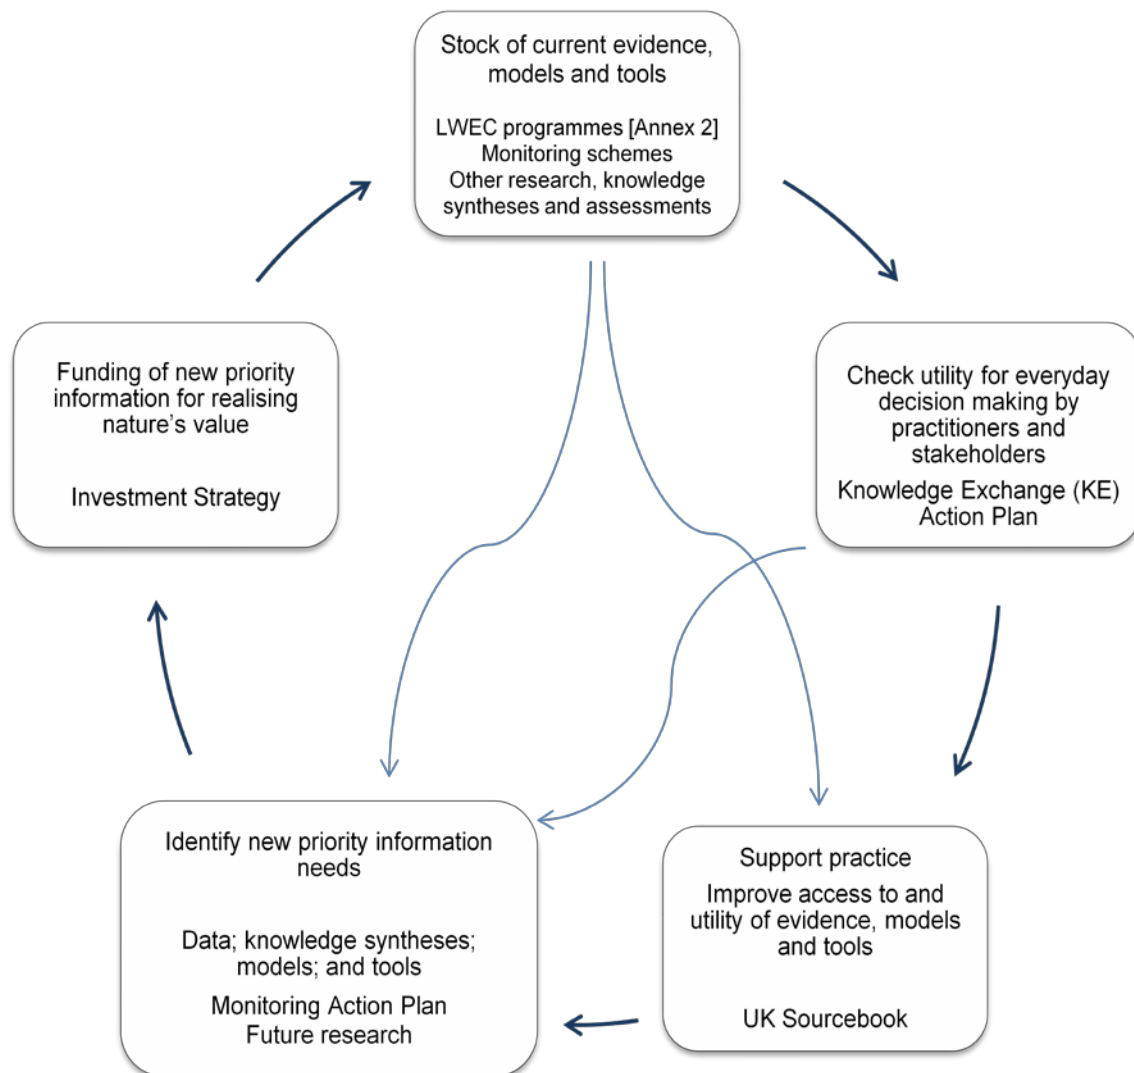 Stock of current evidence,
models and tools
LWEC programmes [Annex 2]
Monitoring schemes
Other research, knowledge
syntheses and assessments
Check utility for everyday
decision making by
practitioners and
stakeholders
Knowledge Exchange (KE)
Action Plan
Support practice
Improve access to and
utility of evidence, models
and tools
UK Sourcebook
Identify new priority information
needs
Data; knowledge syntheses;
models; and tools
Monitoring Action Plan
Future research
Funding of new priority
information for realising
nature’s value
Investment Strategy